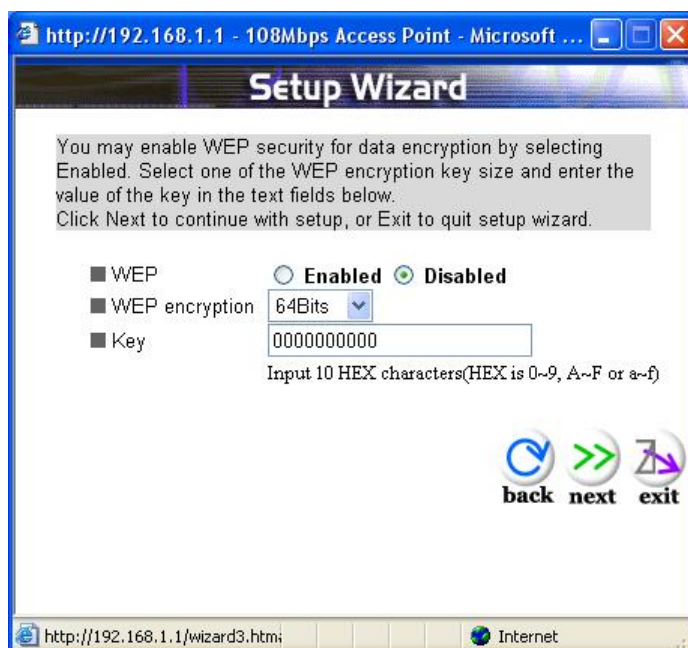 http://192.168.1.1 - 108Mbps Access Point - Microsoft ...
Setup Wizard
You may enable WEP security for data encryption by selecting
Enabled. Select one of the WEP encryption key size and enter the
value of the key in the text fields below.
Click Next to continue with setup, or Exit to quit setup wizard.
WEP Enabled Disabled
WEP encryption 64Bits
Key 0000000000
Input 10 HEX characters(HEX is 0~9, A~F or a~f)
back next exit
http://192.168.1.1/wizard3.htm Internet